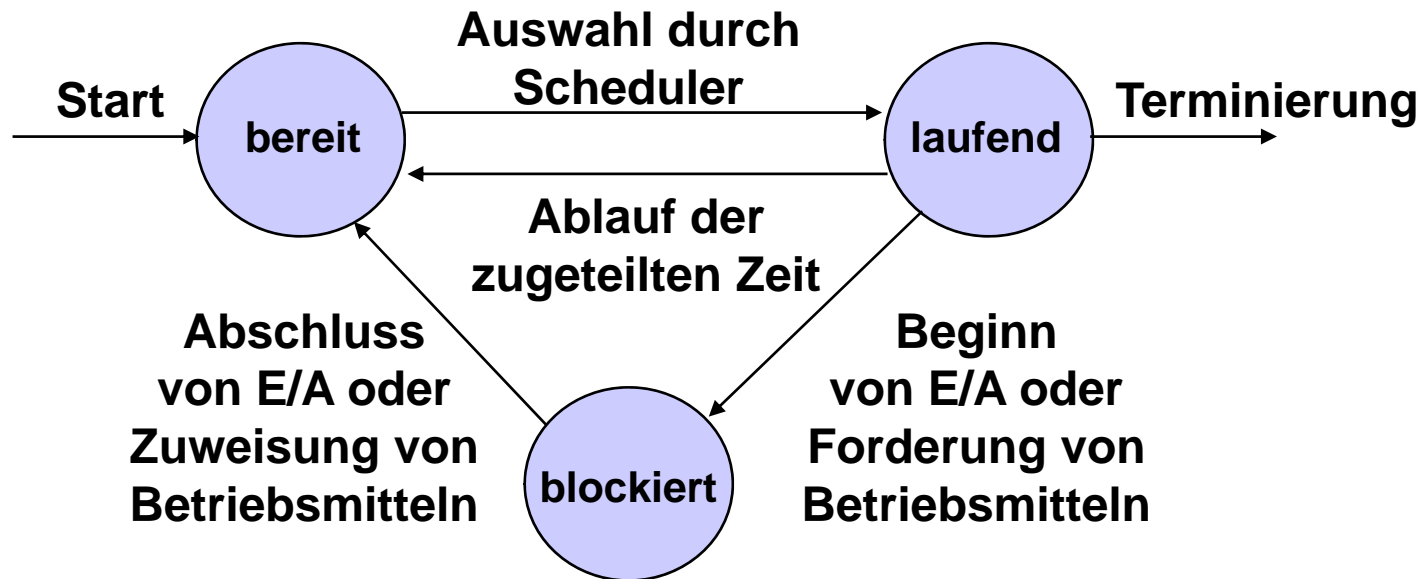 Start
bereit
Auswahl durch
Scheduler
laufend
Terminierung
Ablauf der
zugeteilten Zeit
Abschluss
von E/A oder
Zuweisung von
Betriebsmitteln
blockiert
Beginn
von E/A oder
Forderung von
Betriebsmitteln